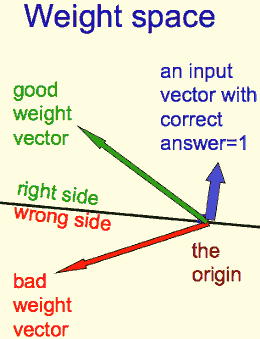 Weight space
an input
vector with
correct
answer=1
good
weight
vector
right side
wrong side
the
origin
bad
weight
vector